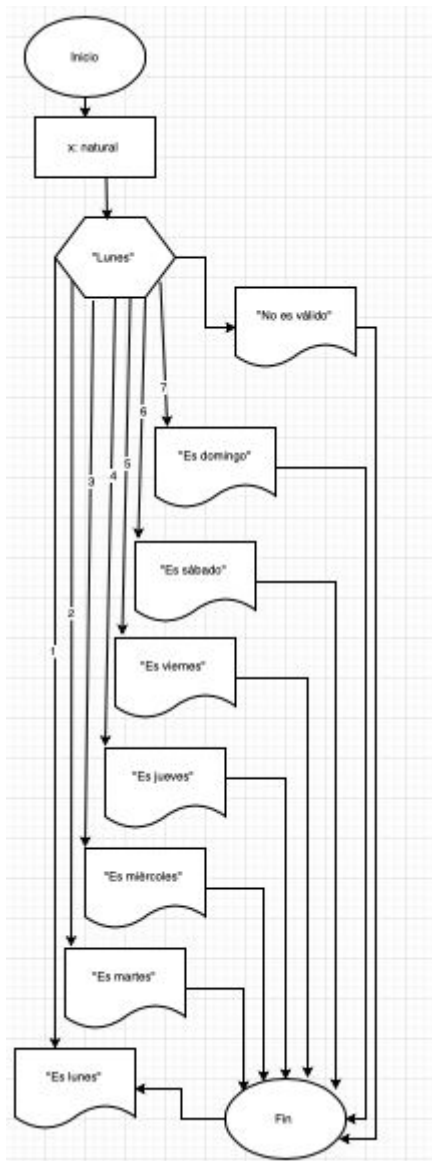 Inicio
x: natural
"Lunes"
"No es válido"
7
6
"Es domingo"
5
4
3
"Es sábado"
2
1
"Es viernes"
"Es jueves"
"Es miércoles"
"Es martes"
"Es lunes"
Fin